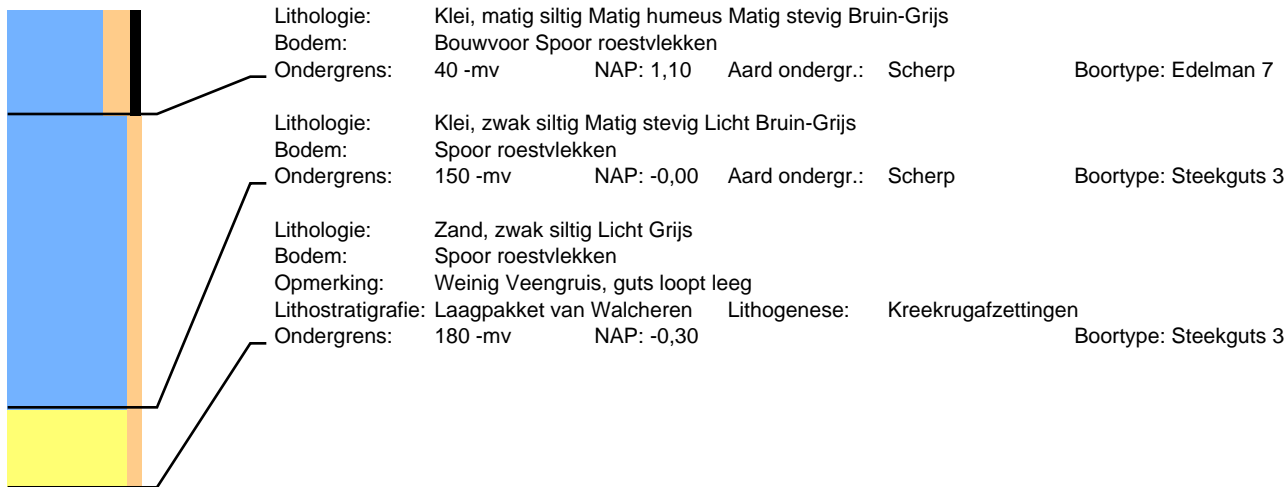 Lithologie: Klei, matig siltig Matig humeus Matig stevig Bruin-Grijs
Bodem: Bouwvoor Spoor roestvlekken
Ondergrens: 40 -mv NAP: 1,10 Aard ondergr.: Scherp Boortype: Edelman 7
Lithologie: Klei, zwak siltig Matig stevig Licht Bruin-Grijs
Bodem: Spoor roestvlekken
Ondergrens: 150 -mv NAP: -0,00 Aard ondergr.: Scherp Boortype: Steekguts 3
Lithologie: Zand, zwak siltig Licht Grijs
Bodem: Spoor roestvlekken
Opmerking: Weinig Veengruis, guts loopt leeg
Lithostratigrafie: Laagpakket van Walcheren Lithogenese: Kreekrugafzettingen
Ondergrens: 180 -mv NAP: -0,30 Boortype: Steekguts 3